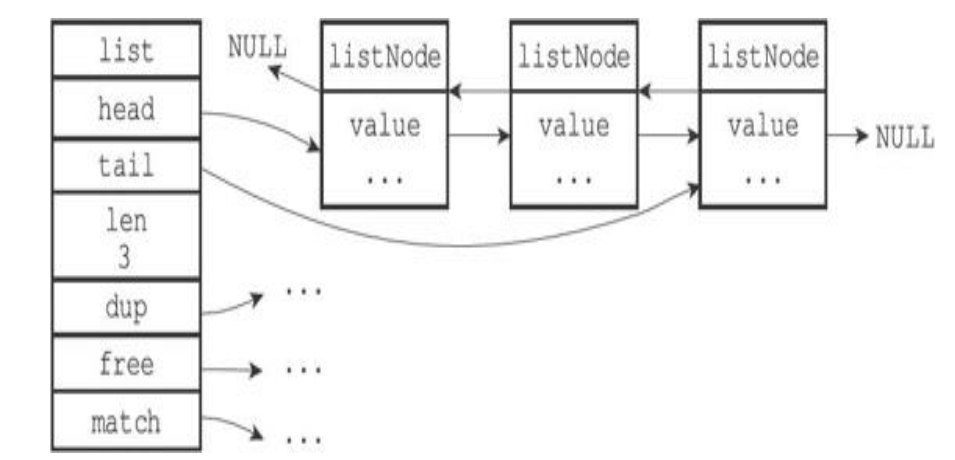 list
head
tail
len
3
dup
free
match
NULL
listNode
value
...
listNode
value
...
listNode
value
...
NULL
...
...
...